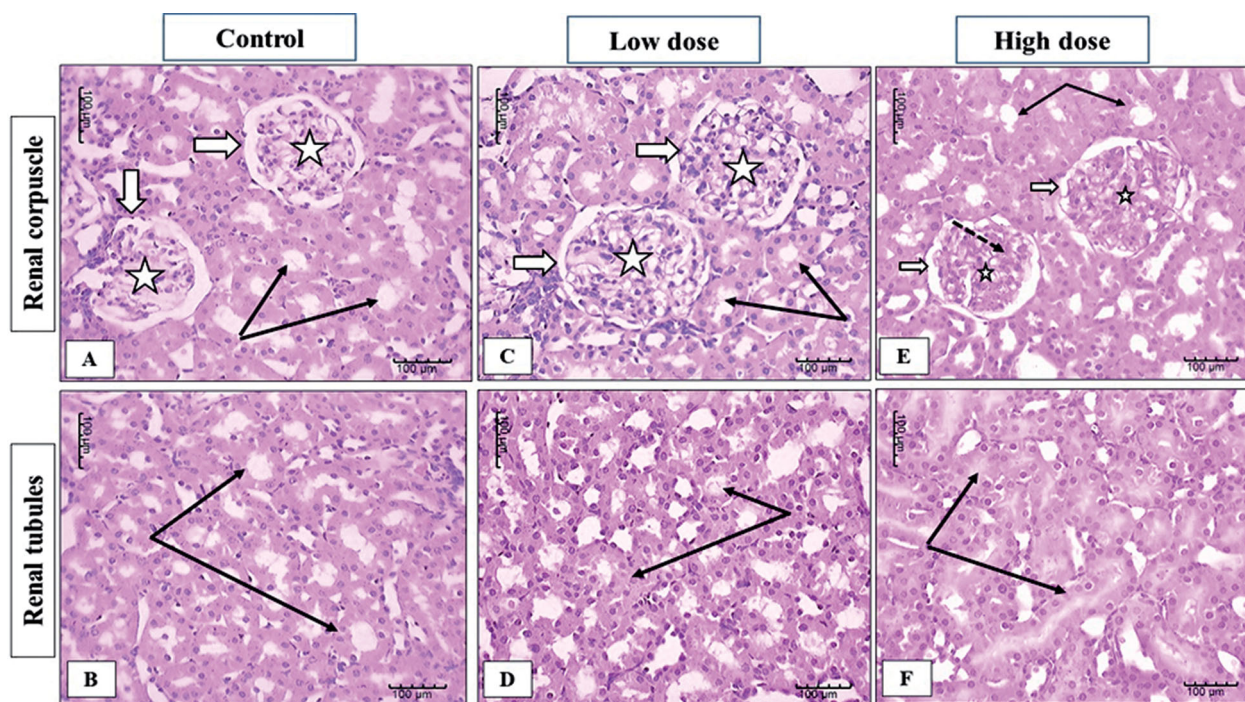 Control
Low dose
High dose
Renal corpuscle
100 µm
A
100 µm
100 µm
C
100 µm
100 µm
E
100 µm
Renal tubules
100 µm
B
100 µm
100 µm
D
100 µm
100 µm
F
100 µm